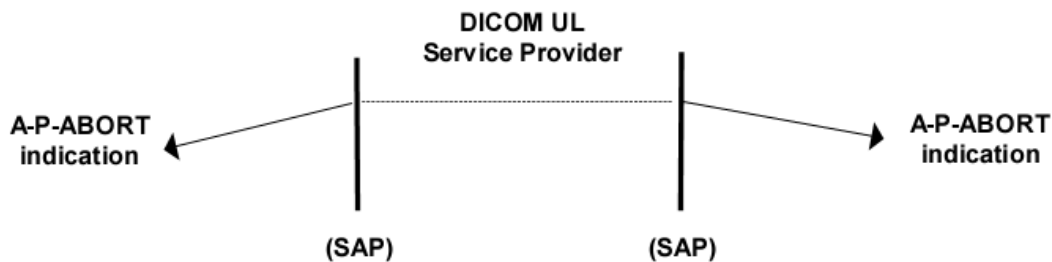 DICOM UL
Service Provider
A-P-ABORT
indication
A-P-ABORT
indication
(SAP)
(SAP)